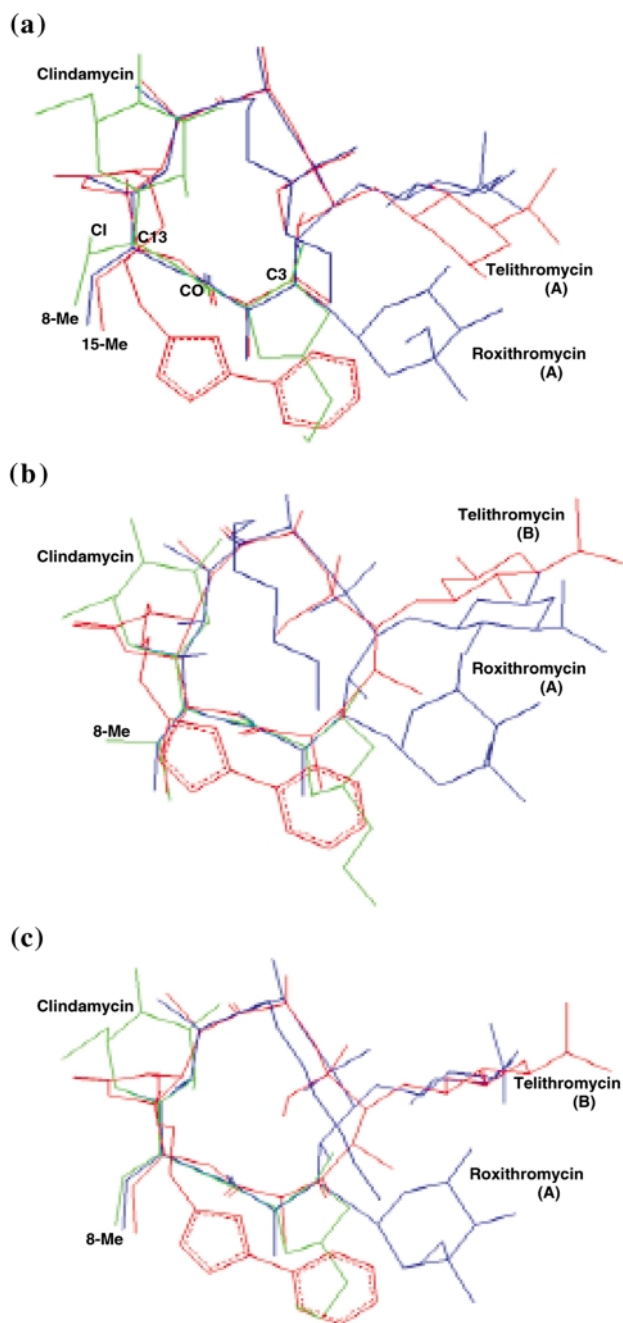 (a)
Clindamycin
Cl
C13
C3
CO
Telithromycin
(A)
8-Me
15-Me
Roxithromycin
(A)
(b)
Telithromycin
(B)
Clindamycin
Roxithromycin
(A)
8-Me
(c)
Clindamycin
Telithromycin
(B)
Roxithromycin
(A)
8-Me